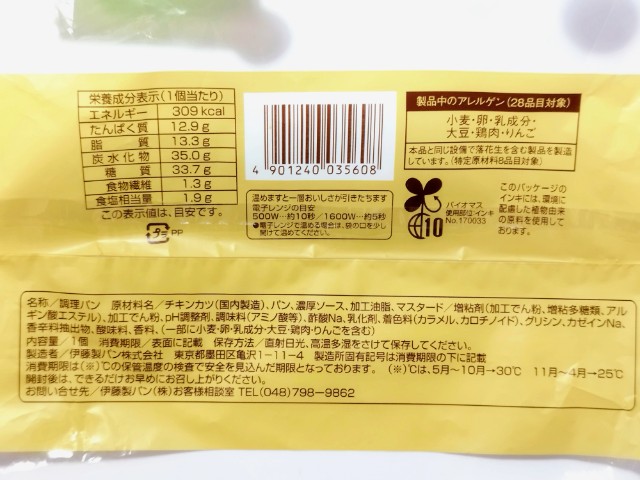 栄養成分表示(1個当たり)
エネルギー 309kcal
たんぱく質 12.9g
脂質 13.3g
炭水化物 35.0g
糖質 33.7g
食物繊維 1.3g
食塩相当量 1.9g
この表示値は、目安です。
プラ PP
4 901240 035608
温めますと一層おいしさが引きたちます
電子レンジの目安
500W…約10秒/1600W…約5秒
●電子レンジで温める場合は、袋の口を少し
開けて温めてください。
製品中のアレルゲン(28品目対象)
小麦・卵・乳成分・
大豆・鶏肉・りんご
本品と同じ設備で落花生を含む製品を製造
しています。(特定原材料8品目対象)
10
バイオマス
使用部位:インキ
No.170033
このパッケージの
インキには、環境に
配慮した植物由来
の原料を使用して
おります。
名称/調理パン 原材料名/チキンカツ(国内製造)、パン、濃厚ソース、加工油脂、マスタード/増粘剤(加工でん粉、増粘多糖類、アル
ギン酸エステル)、加工でん粉、pH調整剤、調味料(アミノ酸等)、酢酸Na、乳化剤、着色料(カラメル、カロチノイド)、グリシン、カゼインNa、
香辛料抽出物、酸味料、香料、(一部に小麦・卵・乳成分・大豆・鶏肉・りんごを含む)
内容量/1個 消費期限/表面に記載 保存方法/直射日光、高温多湿をさけて保存してください。
製造者/伊藤製パン株式会社 東京都墨田区亀沢1-11-4 製造所固有記号は消費期限の下に記載
消費期限は(※)℃の保管温度の検査で安全を見込んだ期限となっております。 (※)℃は、5月~10月→30℃ 11月~4月→25℃
開封後は、できるだけお早めにお召し上がりください。
お問い合せ先/伊藤製パン(株)お客様相談室 TEL(048)798-9862